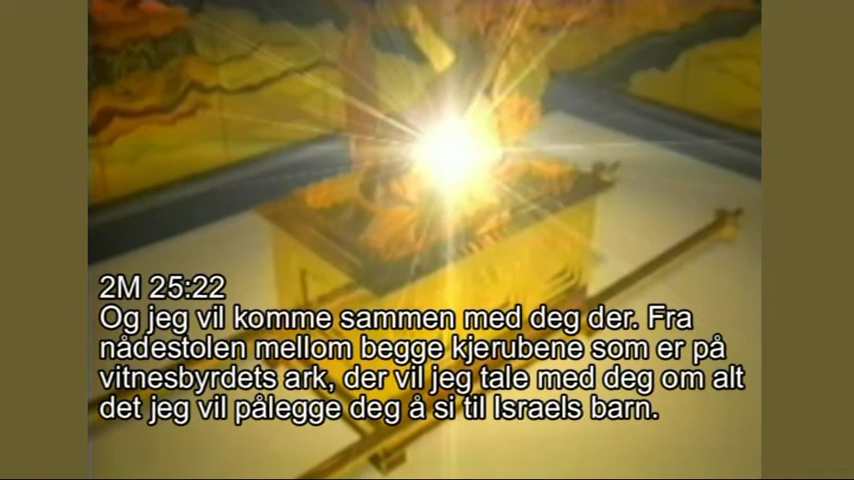 2M 25:22
Og jeg vil komme sammen med deg der. Fra
nådestolen mellom begge kjerubene som er på
vitnesbyrdets ark, der vil jeg tale med deg om alt
det jeg vil pålegge deg å si til Israels barn.